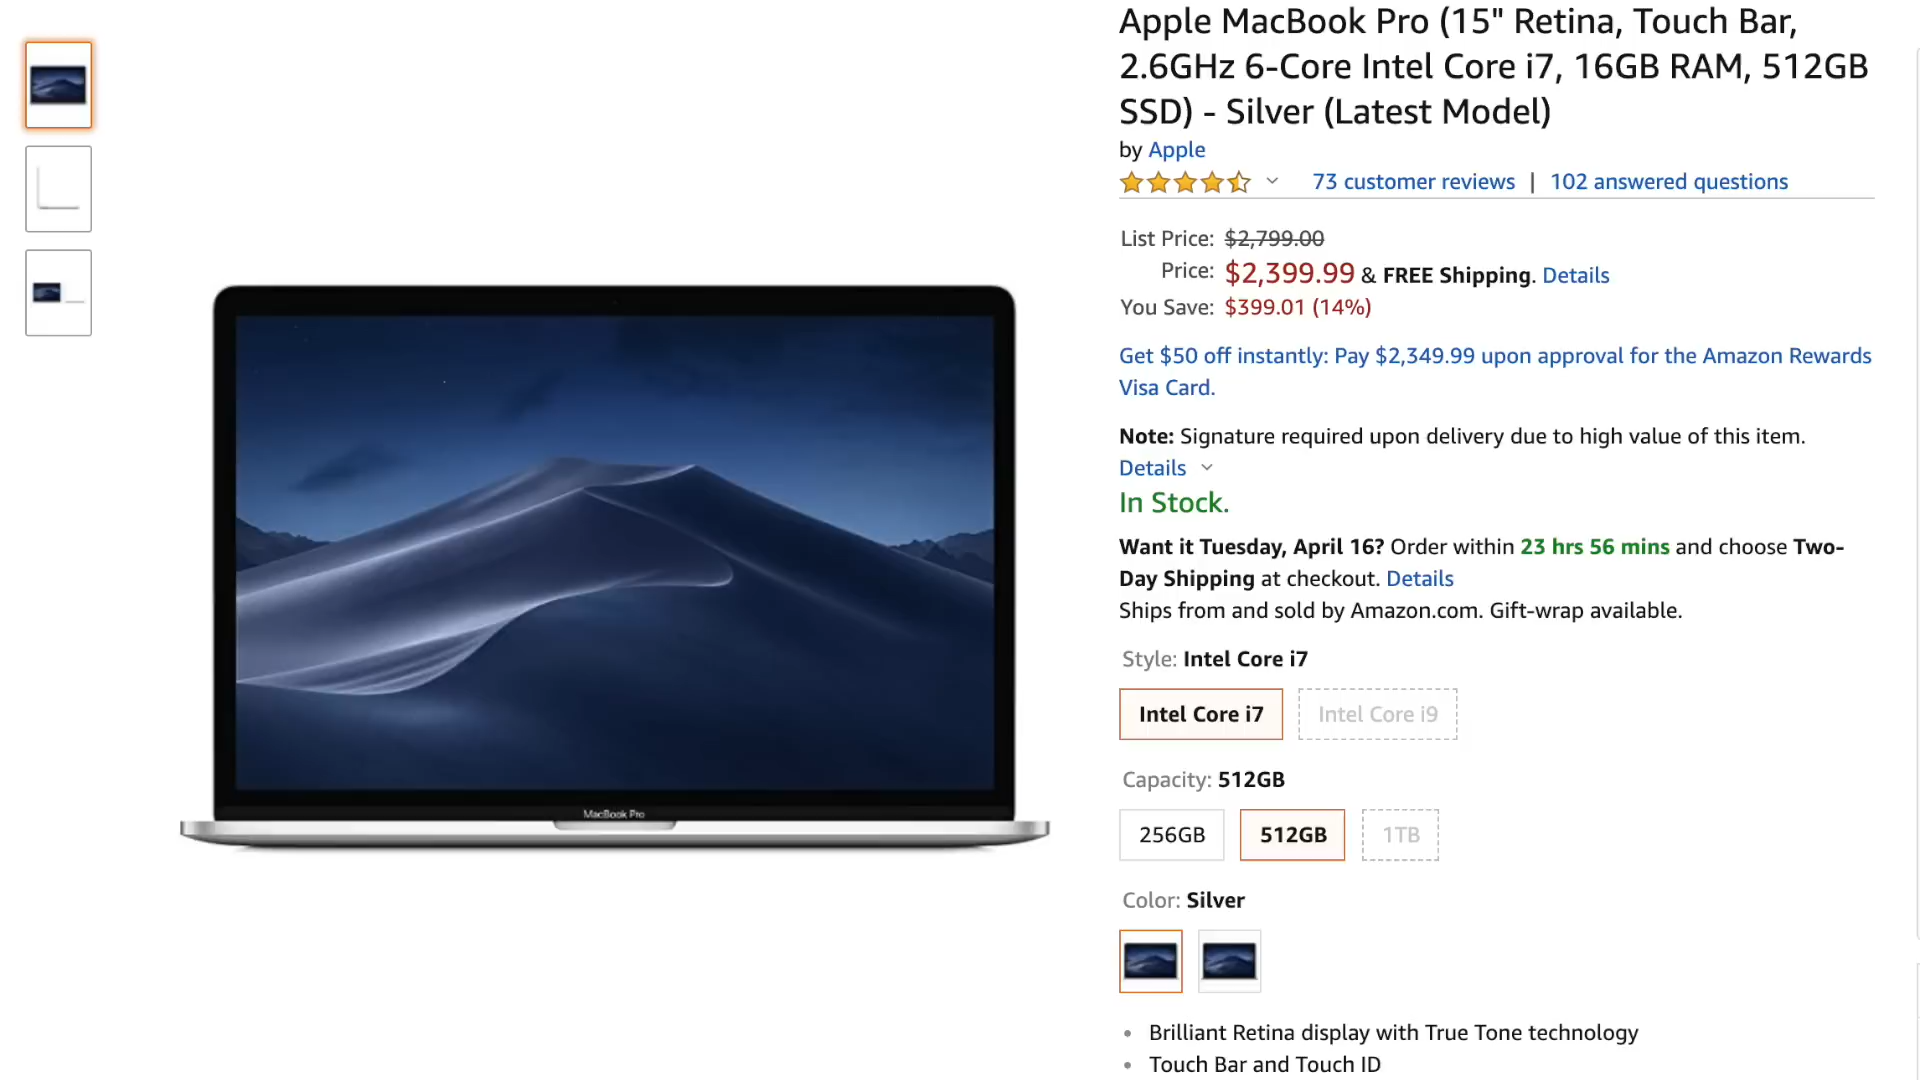 Apple MacBook Pro (15" Retina, Touch Bar,
2.6GHz 6-Core Intel Core i7, 16GB RAM, 512GB
SSD) - Silver (Latest Model)
by Apple
73 customer reviews | 102 answered questions
List Price: $2,799.00
Price: $2,399.99 & FREE Shipping. Details
You Save: $399.01 (14%)
Get $50 off instantly: Pay $2,349.99 upon approval for the Amazon Rewards
Visa Card.
Note: Signature required upon delivery due to high value of this item.
Details
In Stock.
Want it Tuesday, April 16? Order within 23 hrs 56 mins and choose Two-
Day Shipping at checkout. Details
Ships from and sold by Amazon.com. Gift-wrap available.
Style: Intel Core i7
Intel Core i7 Intel Core i9
Capacity: 512GB
256GB 512GB 1TB
Color: Silver
Brilliant Retina display with True Tone technology
Touch Bar and Touch ID
MacBook Pro